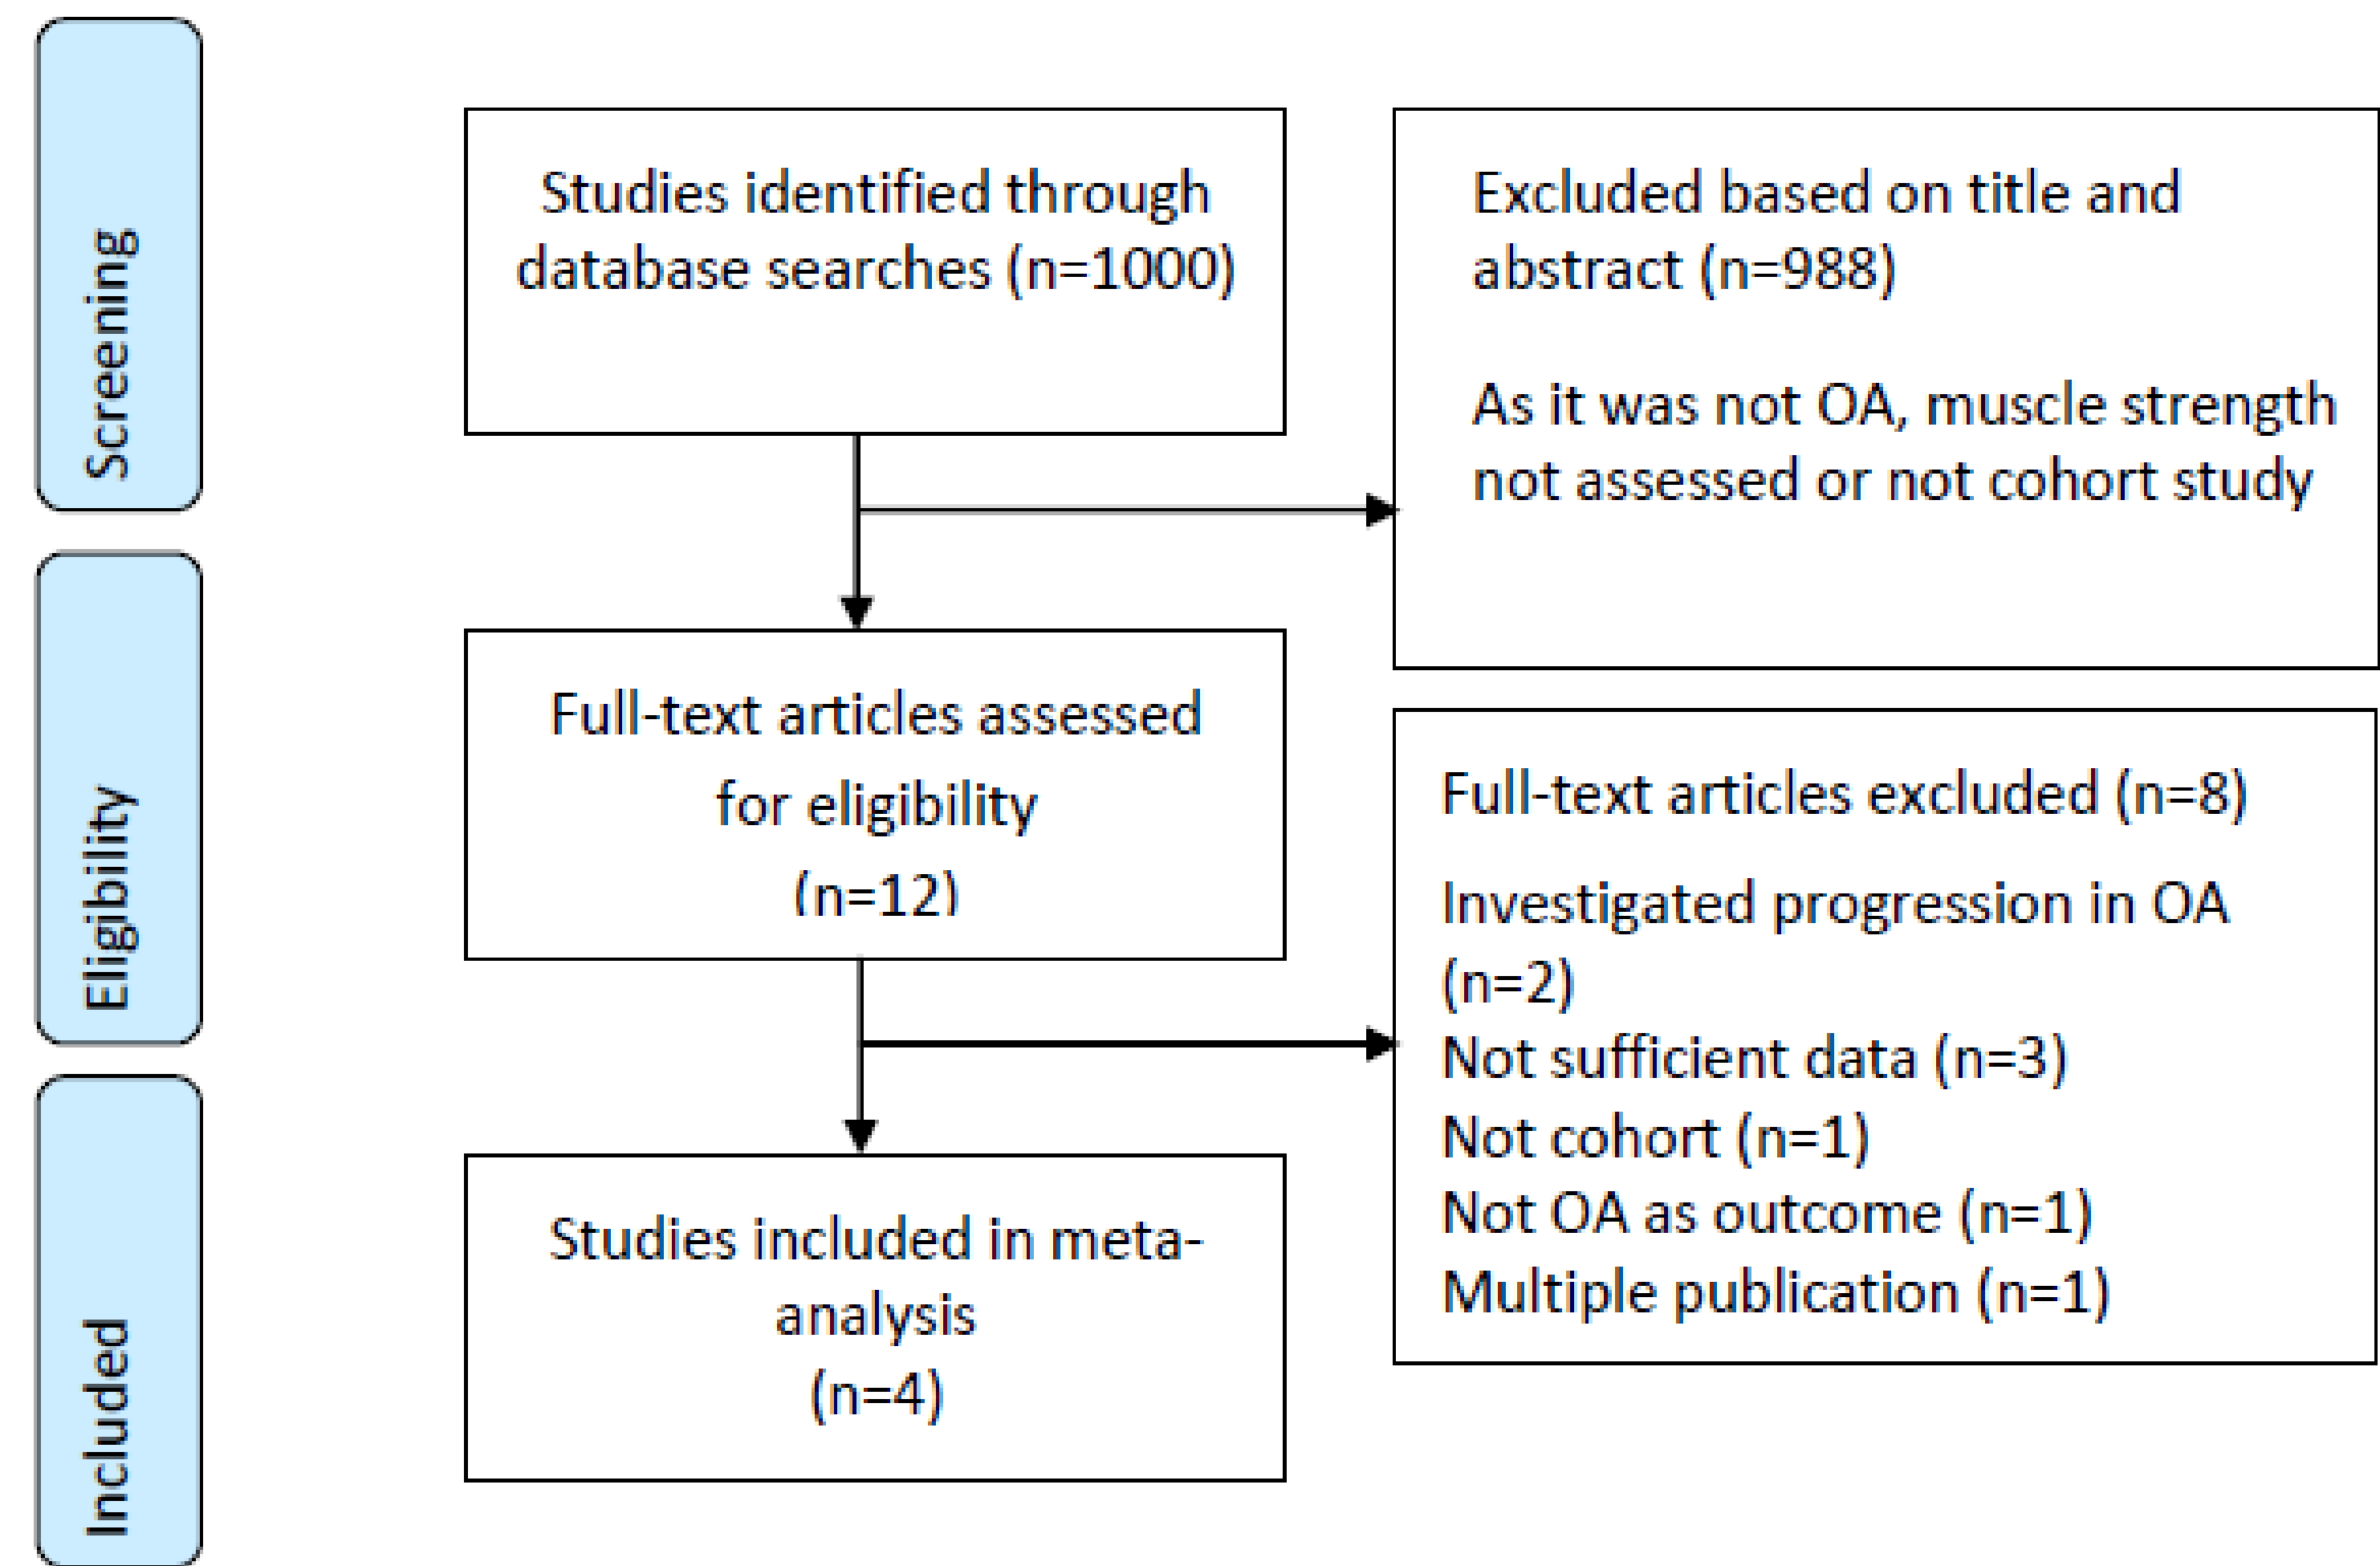 Screening
Studies identified through
database searches (n=1000)
Excluded based on title and
abstract (n=988)
As it was not OA, muscle strength
not assessed or not cohort study
Eligibility
Full-text articles assessed
for eligibility
(n=12)
Full-text articles excluded (n=8)
Investigated progression in OA
(n=2)
Not sufficient data (n=3)
Not cohort (n=1)
Not OA as outcome (n=1)
Multiple publication (n=1)
Included
Studies included in meta-
analysis
(n=4)